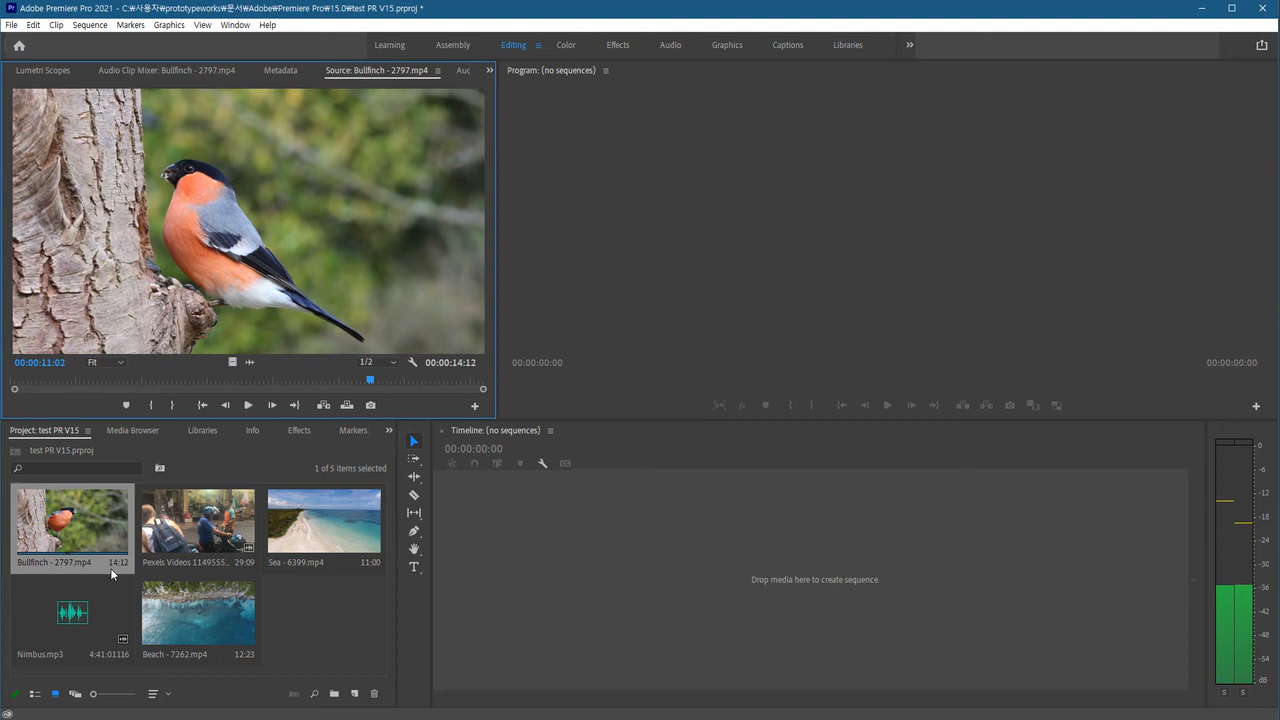 Adobe Premiere Pro 2021 - C:₩사용자₩prototypeworks₩문서₩Adobe₩Premiere Pro₩15.0₩test PR V15.prproj *
File Edit Clip Sequence Markers Graphics View Window Help
Learning Assembly Editing Color Effects Audio Graphics Captions Libraries
Lumetri Scopes Audio Clip Mixer: Bullfinch - 2797.mp4 Metadata Source: Bullfinch - 2797.mp4 Auc
Program: (no sequences)
00:00:11:02 Fit 1/2 00:00:14:12
00:00:00:00 00:00:00:00
Project: test PR V15 Media Browser Libraries Info Effects Markers
test PR V15.prproj
1 of 5 items selected
Bullfinch - 2797.mp4 14:12
Pexels Videos 1149555... 29:09
Sea - 6399.mp4 11:00
Nimbus.mp3 4:41:01116
Beach - 7262.mp4 12:23
Timeline: (no sequences)
00:00:00:00
Drop media here to create sequence.
0
-6
-12
-18
-24
-30
-36
-42
-48
-54
dB
S S